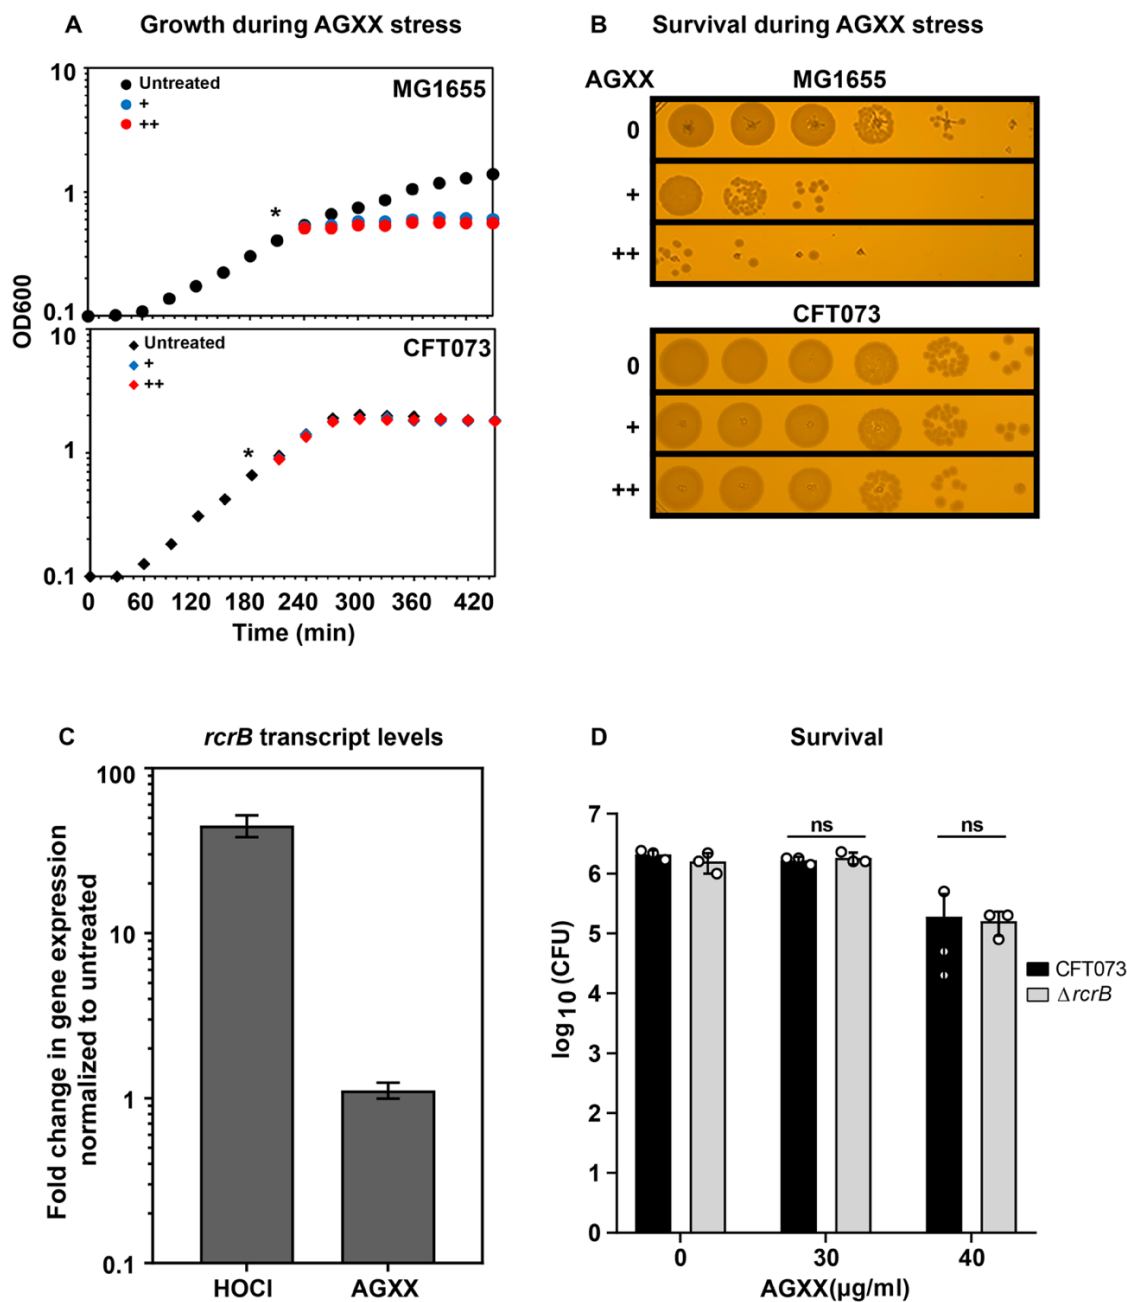 A Growth during AGXX stress
10
Untreated
+
++
MG1655
1
*
0.1
OD600
10
Untreated
+
++
CFT073
1
*
0.1
0 60 120 180 240 300 360 420
Time (min)
B Survival during AGXX stress
AGXX MG1655
0
+
++
CFT073
0
+
++
C rcrB transcript levels
Fold change in gene expression
normalized to untreated
100
10
1
0.1
HOCl AGXX
D Survival
log10 (CFU)
7
6
5
4
3
2
1
0
ns ns
CFT073
ΔrcrB
0 30 40
AGXX(µg/ml)